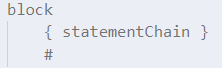 block
{ statementChain }
#